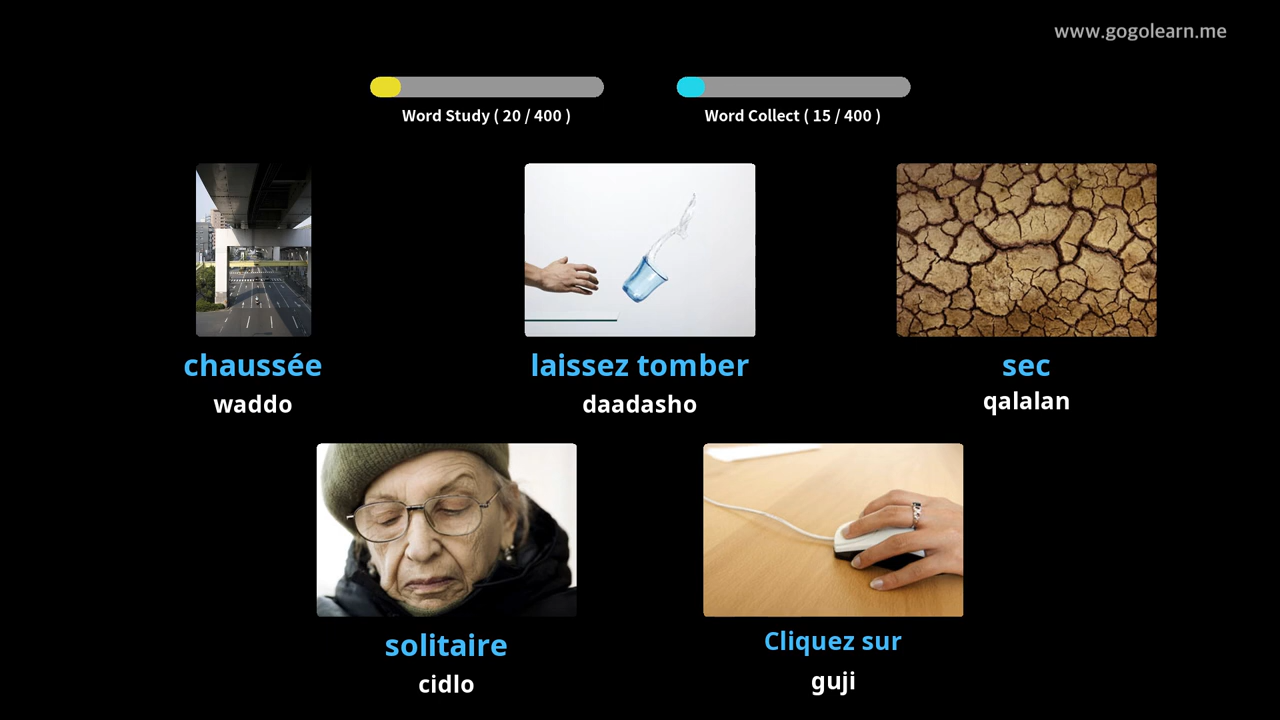 www.gogolearn.me
Word Study ( 20 / 400 )
Word Collect ( 15 / 400 )
chaussée
waddo
laissez tomber
daadasho
sec
qalalan
solitaire
cidlo
Cliquez sur
guji